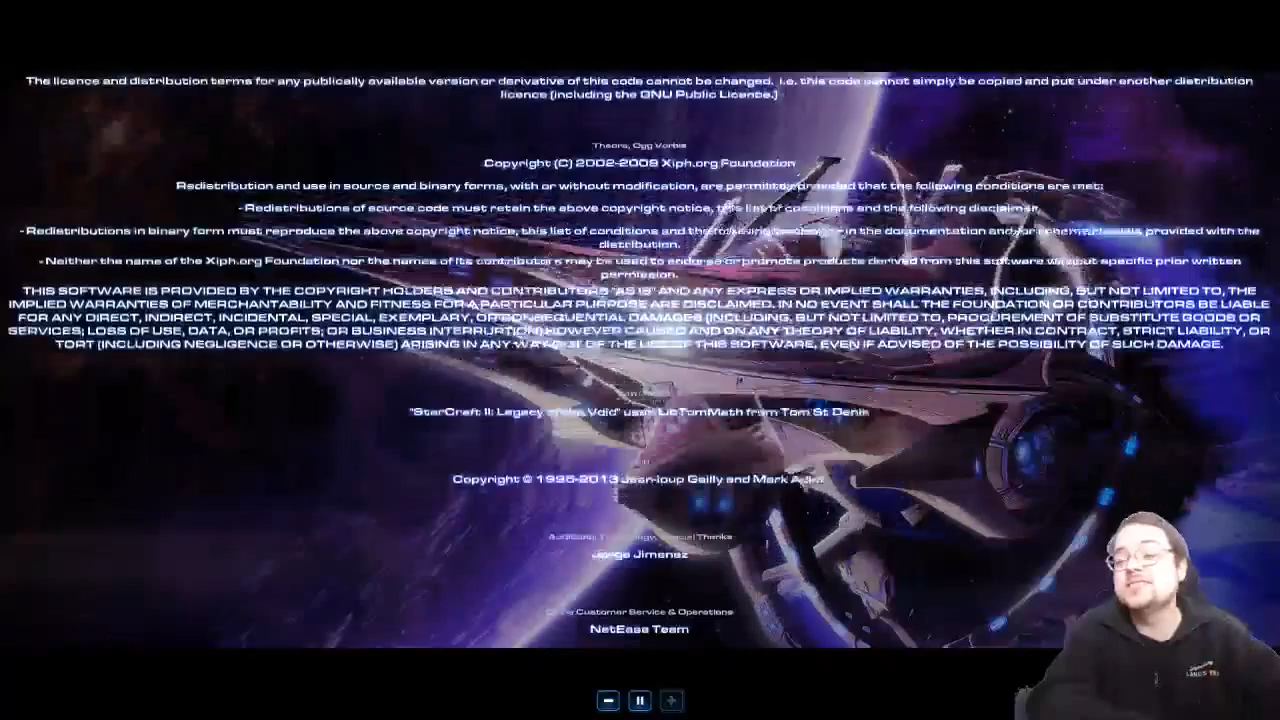 The licence and distribution terms for any publically available version or derivative of this code cannot be changed. i.e. this code cannot simply be copied and put under another distribution
licence (including the GNU Public License.)
Theora, Ogg Vorbis
Copyright (C) 2002-2009 Xiph.org Foundation
Redistribution and use in source and binary forms, with or without modification, are permitted provided that the following conditions are met:
-Redistributions of source code must retain the above copyright notice, this list of conditions and the following disclaimer.
-Redistributions in binary form must reproduce the above copyright notice, this list of conditions and the following disclaimer in the documentation and/or other materials provided with the
distribution.
-Neither the name of the Xiph.org Foundation nor the names of its contributors may be used to endorse or promote products derived from this software without specific prior written
permission.
THIS SOFTWARE IS PROVIDED BY THE COPYRIGHT HOLDERS AND CONTRIBUTORS "AS IS" AND ANY EXPRESS OR IMPLIED WARRANTIES, INCLUDING, BUT NOT LIMITED TO, THE
IMPLIED WARRANTIES OF MERCHANTABILITY AND FITNESS FOR A PARTICULAR PURPOSE ARE DISCLAIMED. IN NO EVENT SHALL THE FOUNDATION OR CONTRIBUTORS BE LIABLE
FOR ANY DIRECT, INDIRECT, INCIDENTAL, SPECIAL, EXEMPLARY, OR CONSEQUENTIAL DAMAGES (INCLUDING, BUT NOT LIMITED TO, PROCUREMENT OF SUBSTITUTE GOODS OR
SERVICES; LOSS OF USE, DATA, OR PROFITS; OR BUSINESS INTERRUPTION) HOWEVER CAUSED AND ON ANY THEORY OF LIABILITY, WHETHER IN CONTRACT, STRICT LIABILITY, OR
TORT (INCLUDING NEGLIGENCE OR OTHERWISE) ARISING IN ANY WAY OUT OF THE USE OF THIS SOFTWARE, EVEN IF ADVISED OF THE POSSIBILITY OF SUCH DAMAGE.
"StarCraft II: Legacy of the Void" uses LibTomMath from Tom St Denis
Copyright © 1995-2013 Jean-loup Gailly and Mark Adler
Additional Technology Special Thanks
Jorge Jimenez
Customer Service & Operations
NetEase Team